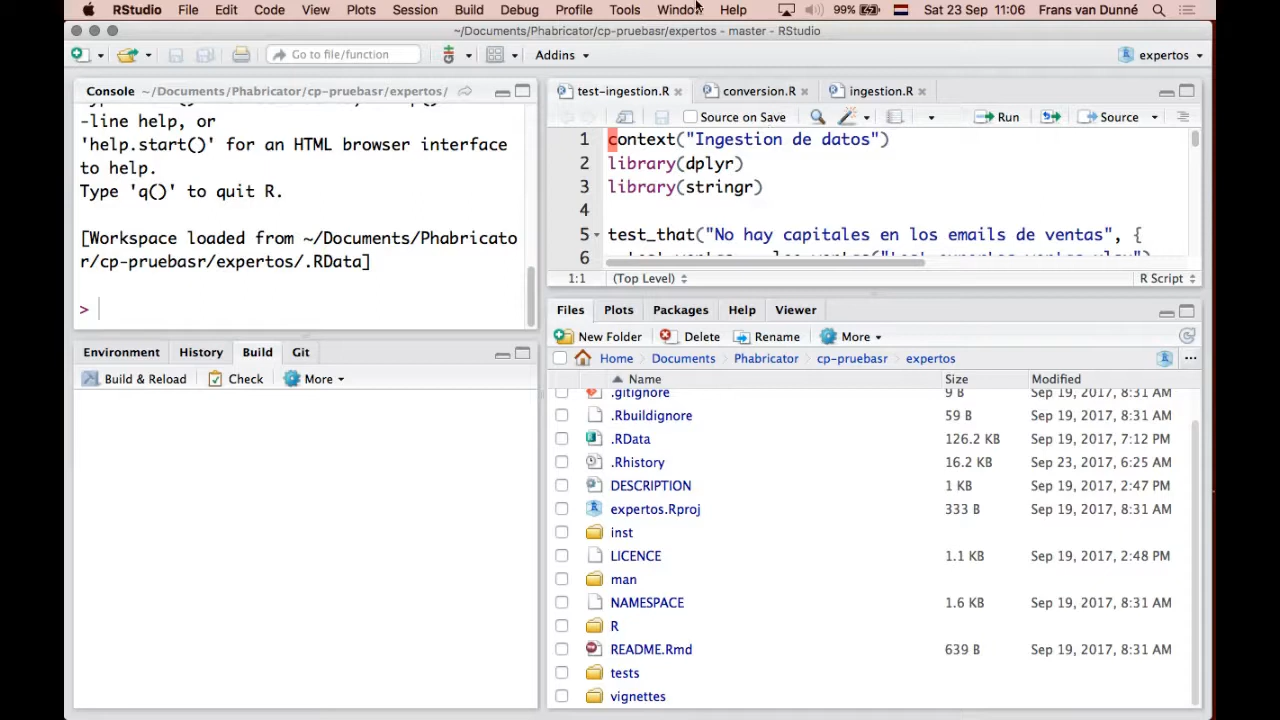 RStudio File Edit Code View Plots Session Build Debug Profile Tools Window Help 99% Sat 23 Sep 11:06 Frans van Dunné
~/Documents/Phabricator/cp-pruebasr/expertos - master - RStudio
Go to file/function Addins expertos
Console ~/Documents/Phabricator/cp-pruebasr/expertos/
-line help, or
'help.start()' for an HTML browser interface
to help.
Type 'q()' to quit R.
[Workspace loaded from ~/Documents/Phabricato
r/cp-pruebasr/expertos/.RData]
>
test-ingestion.R conversion.R ingestion.R
Source on Save Run Source
1 context("Ingestion de datos")
2 library(dplyr)
3 library(stringr)
4
5 test_that("No hay capitales en los emails de ventas", {
6
1:1 (Top Level) R Script
Environment History Build Git
Build & Reload Check More
Files Plots Packages Help Viewer
New Folder Delete Rename More
Home Documents Phabricator cp-pruebasr expertos ...
Name Size Modified
.gitignore 9 B Sep 19, 2017, 8:31 AM
.Rbuildignore 59 B Sep 19, 2017, 8:31 AM
.RData 126.2 KB Sep 19, 2017, 7:12 PM
.Rhistory 16.2 KB Sep 23, 2017, 6:25 AM
DESCRIPTION 1 KB Sep 19, 2017, 2:47 PM
expertos.Rproj 333 B Sep 19, 2017, 8:31 AM
inst
LICENCE 1.1 KB Sep 19, 2017, 2:48 PM
man
NAMESPACE 1.6 KB Sep 19, 2017, 8:31 AM
R
README.Rmd 639 B Sep 19, 2017, 8:31 AM
tests
vignettes